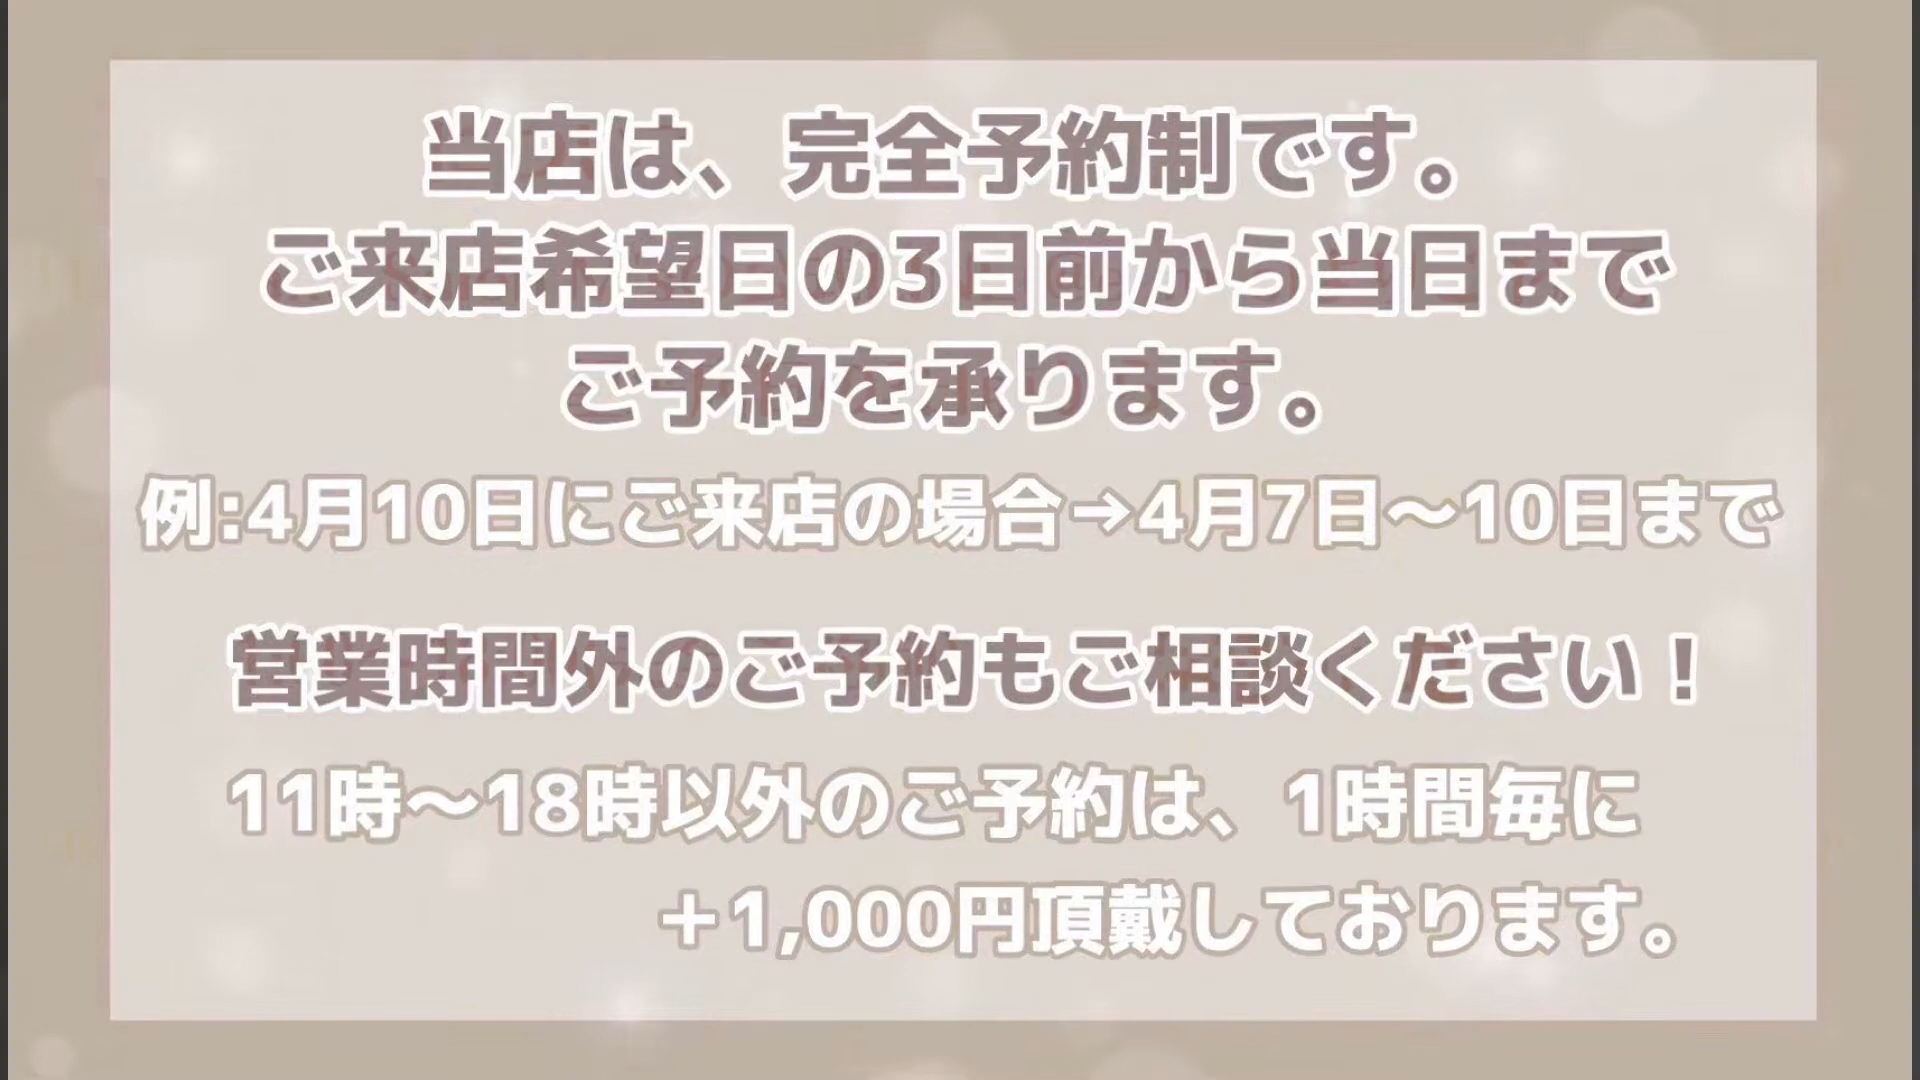 当店は、完全予約制です。
ご来店希望日の3日前から当日まで
ご予約を承ります。
例:4月10日にご来店の場合→4月7日～10日まで
営業時間外のご予約もご相談ください！
11時～18時以外のご予約は、1時間毎に
＋1,000円頂戴しております。